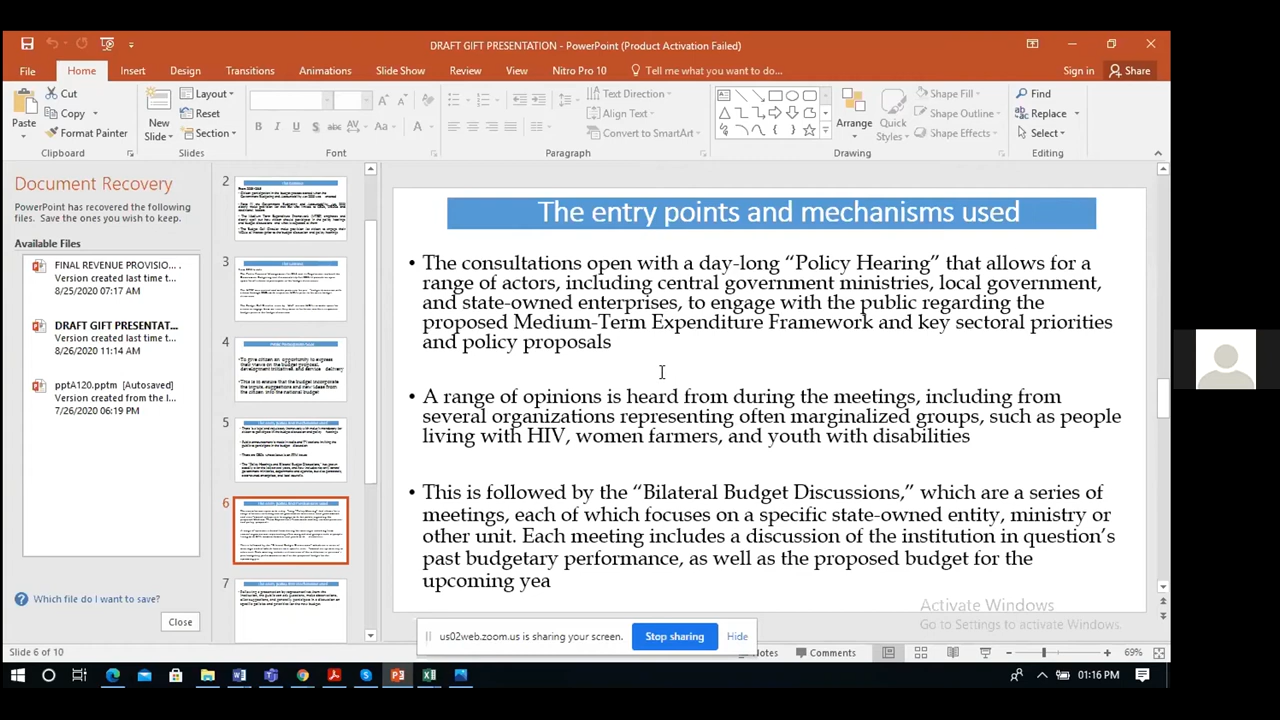 DRAFT GIFT PRESENTATION - PowerPoint (Product Activation Failed)
File Home Insert Design Transitions Animations Slide Show Review View Nitro Pro 10 Tell me what you want to do... Sign in Share
Paste Cut Copy Format Painter
Clipboard
New Slide Layout Reset Section
Slides
B I U S abc AV Aa A
Font
Text Direction Align Text Convert to SmartArt
Paragraph
Arrange Quick Styles Shape Fill Shape Outline Shape Effects
Drawing
Find Replace Select
Editing
Document Recovery
PowerPoint has recovered the following
files. Save the ones you wish to keep.
Available Files
FINAL REVENUE PROVISIO...
Version created last time t...
8/25/2020 07:17 AM
DRAFT GIFT PRESENTAT...
Version created last time t...
8/26/2020 11:14 AM
pptA120.pptm [Autosaved]
Version created from the l...
7/26/2020 06:19 PM
Which file do I want to save?
Close
2
3
4
5
6
7
The entry points and mechanisms used
• The consultations open with a day-long “Policy Hearing” that allows for a
range of actors, including central government ministries, local government,
and state-owned enterprises, to engage with the public regarding the
proposed Medium-Term Expenditure Framework and key sectoral priorities
and policy proposals
• A range of opinions is heard from during the meetings, including from
several organizations representing often marginalized groups, such as people
living with HIV, women farmers, and youth with disabilities
• This is followed by the “Bilateral Budget Discussions,” which are a series of
meetings, each of which focuses on a specific state-owned entity, ministry or
other unit. Each meeting includes a discussion of the institution in question’s
past budgetary performance, as well as the proposed budget for the
upcoming yea
Activate Windows
Go to Settings to activate Windows.
us02web.zoom.us is sharing your screen. Stop sharing Hide
Slide 6 of 10 otes Comments 69%
01:16 PM